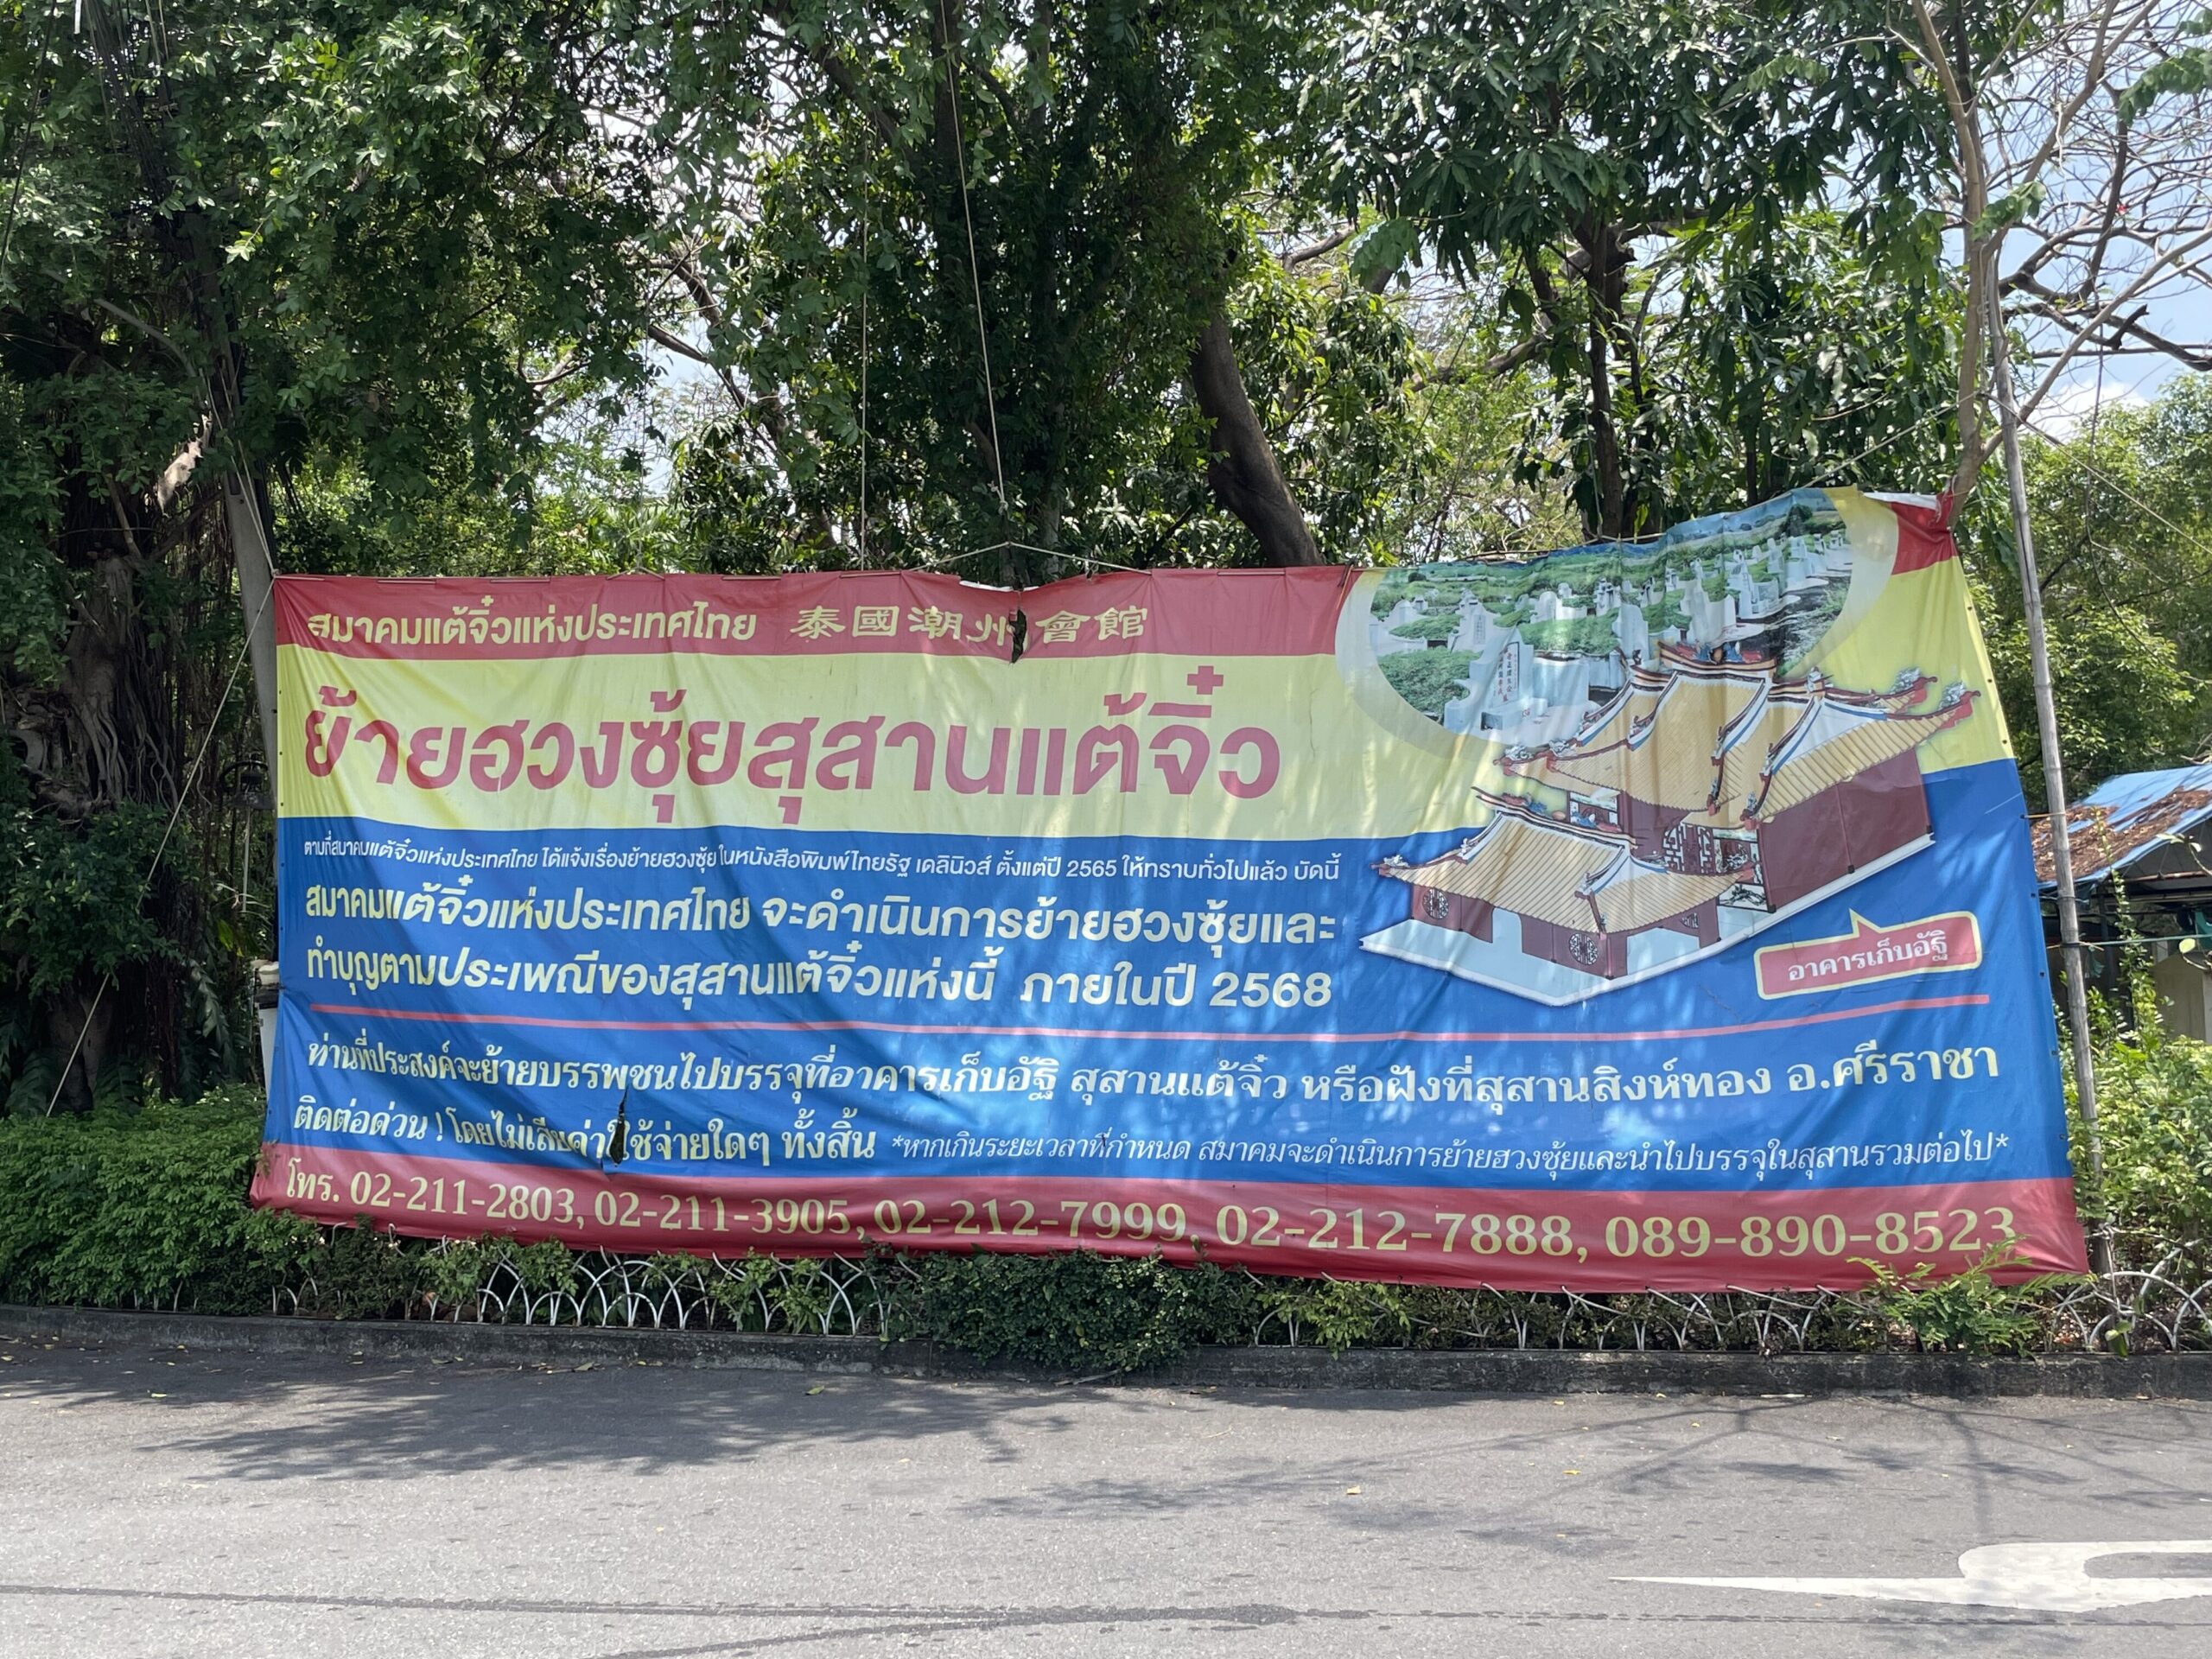 สมาคมแต้จิ๋วแห่งประเทศไทย 泰國潮州會館
ย้ายฮวงซุ้ยสุสานแต้จิ๋ว
ตามที่สมาคมแต้จิ๋วแห่งประเทศไทย ได้แจ้งเรื่องย้ายฮวงซุ้ยในหนังสือพิมพ์ไทยรัฐ เดลินิวส์ ตั้งแต่ปี 2565 ให้ทราบทั่วไปแล้ว บัดนี้
สมาคมแต้จิ๋วแห่งประเทศไทย จะดำเนินการย้ายฮวงซุ้ยและ
ทำบุญตามประเพณีของสุสานแต้จิ๋วแห่งนี้ ภายในปี 2568
อาคารเก็บอัฐิ
ท่านที่ประสงค์จะย้ายบรรพชนไปบรรจุที่อาคารเก็บอัฐิ สุสานแต้จิ๋ว หรือฝังที่สุสานสิงห์ทอง อ.ศรีราชา
ติดต่อด่วน ! โดยไม่เสียค่าใช้จ่ายใดๆ ทั้งสิ้น *หากเกินระยะเวลาที่กำหนด สมาคมจะดำเนินการย้ายฮวงซุ้ยและนำไปบรรจุในสุสานรวมต่อไป*
โทร. 02-211-2803, 02-211-3905, 02-212-7999, 02-212-7888, 089-890-8523